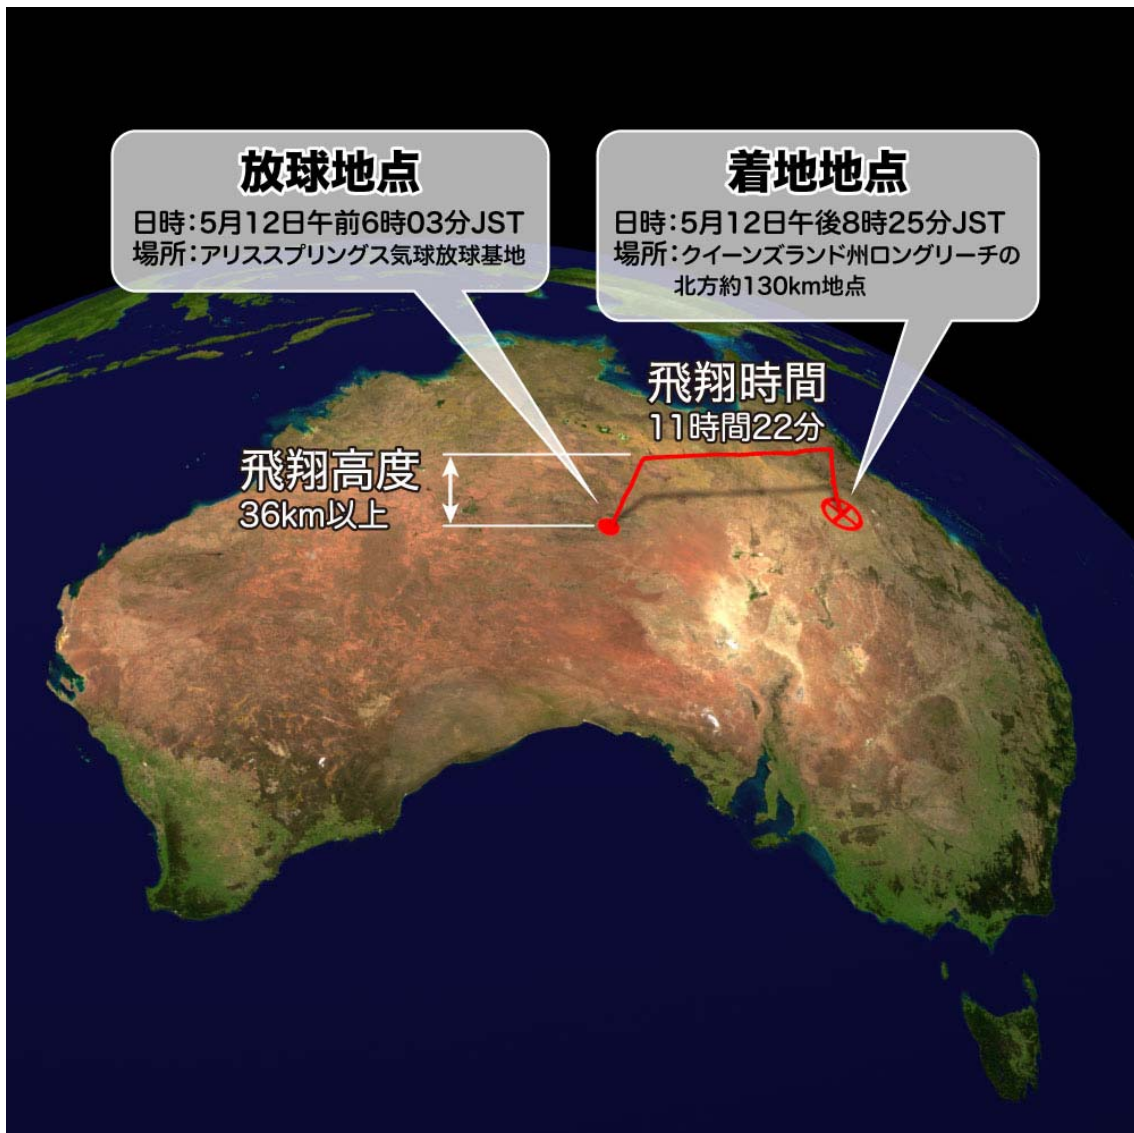 放球地点
日時：5月12日午前6時03分JST
場所：アリススプリングス気球放球基地
着地地点
日時：5月12日午後8時25分JST
場所：クイーンズランド州ロングリーチの
北方約130km地点
飛翔時間
11時間22分
飛翔高度
36km以上